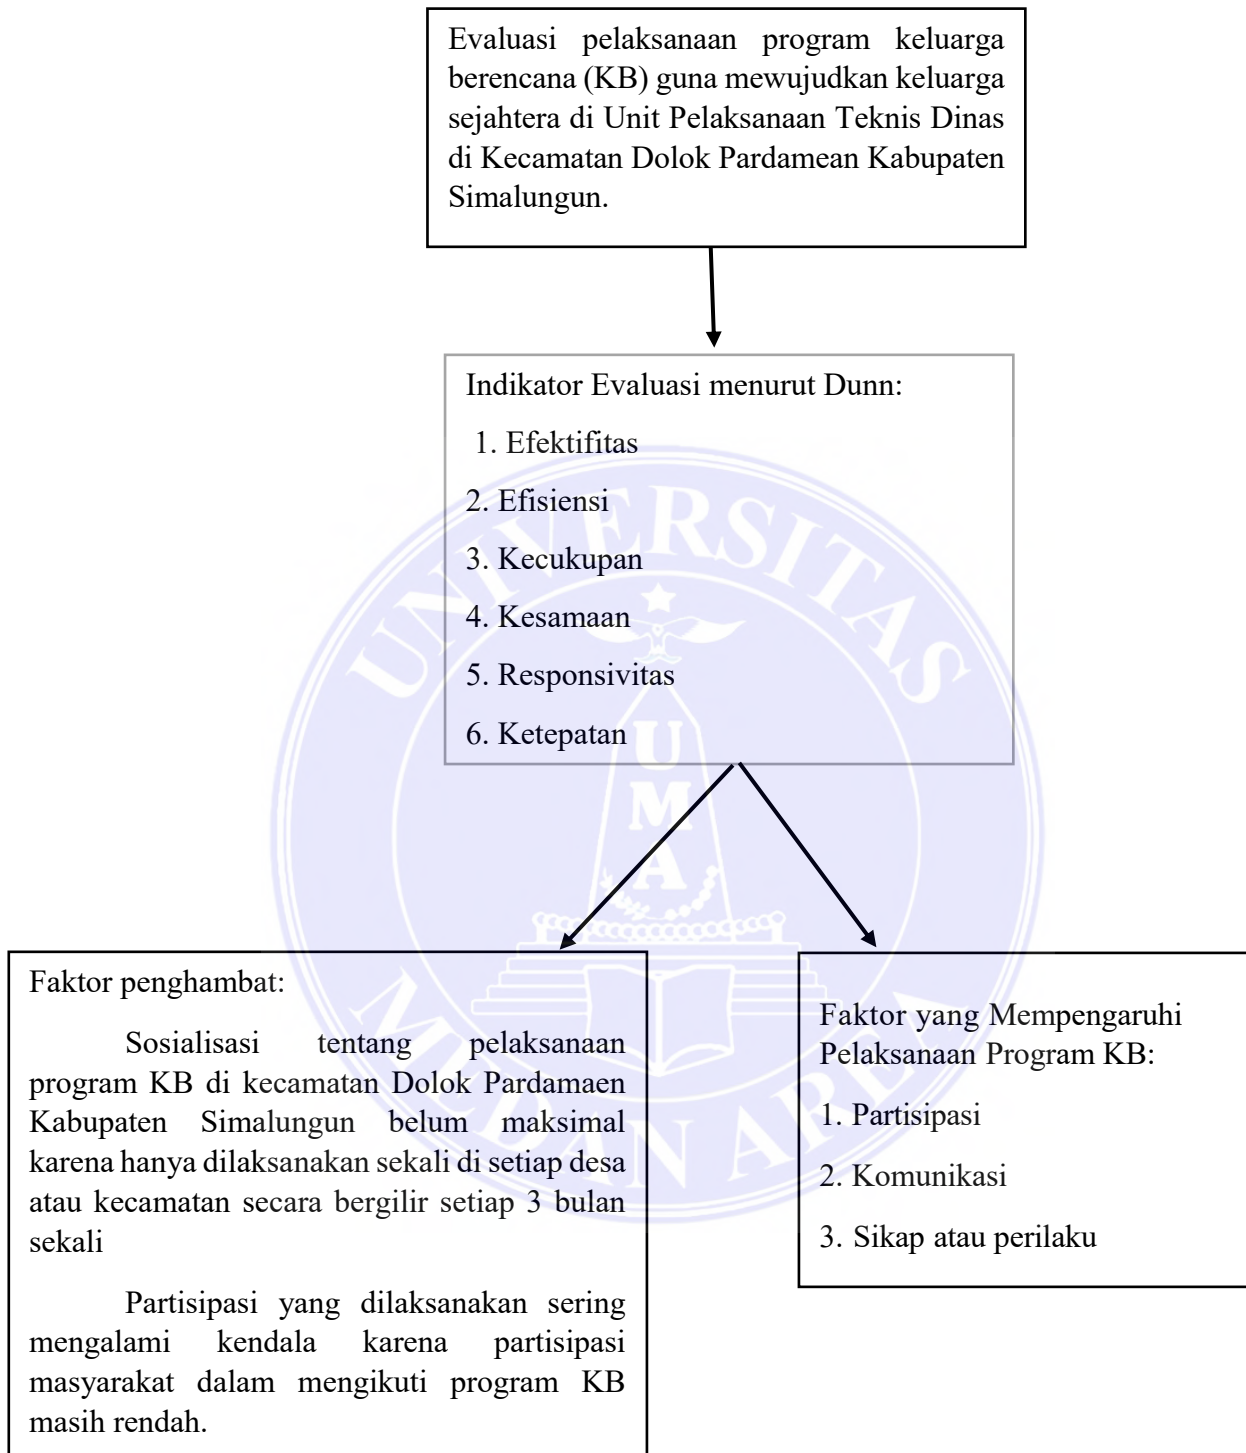 Evaluasi pelaksanaan program keluarga
berencana (KB) guna mewujudkan keluarga
sejahtera di Unit Pelaksanaan Teknis Dinas
di Kecamatan Dolok Pardamean Kabupaten
Simalungun.
Indikator Evaluasi menurut Dunn:
1. Efektifitas
2. Efisiensi
3. Kecukupan
4. Kesamaan
5. Responsivitas
6. Ketepatan
UNIVERSITAS
MEDAN AREA
U
M
A
Faktor penghambat:
Sosialisasi tentang pelaksanaan
program KB di kecamatan Dolok Pardamaen
Kabupaten Simalungun belum maksimal
karena hanya dilaksanakan sekali di setiap desa
atau kecamatan secara bergilir setiap 3 bulan
sekali
Partisipasi yang dilaksanakan sering
mengalami kendala karena partisipasi
masyarakat dalam mengikuti program KB
masih rendah.
Faktor yang Mempengaruhi
Pelaksanaan Program KB:
1. Partisipasi
2. Komunikasi
3. Sikap atau perilaku